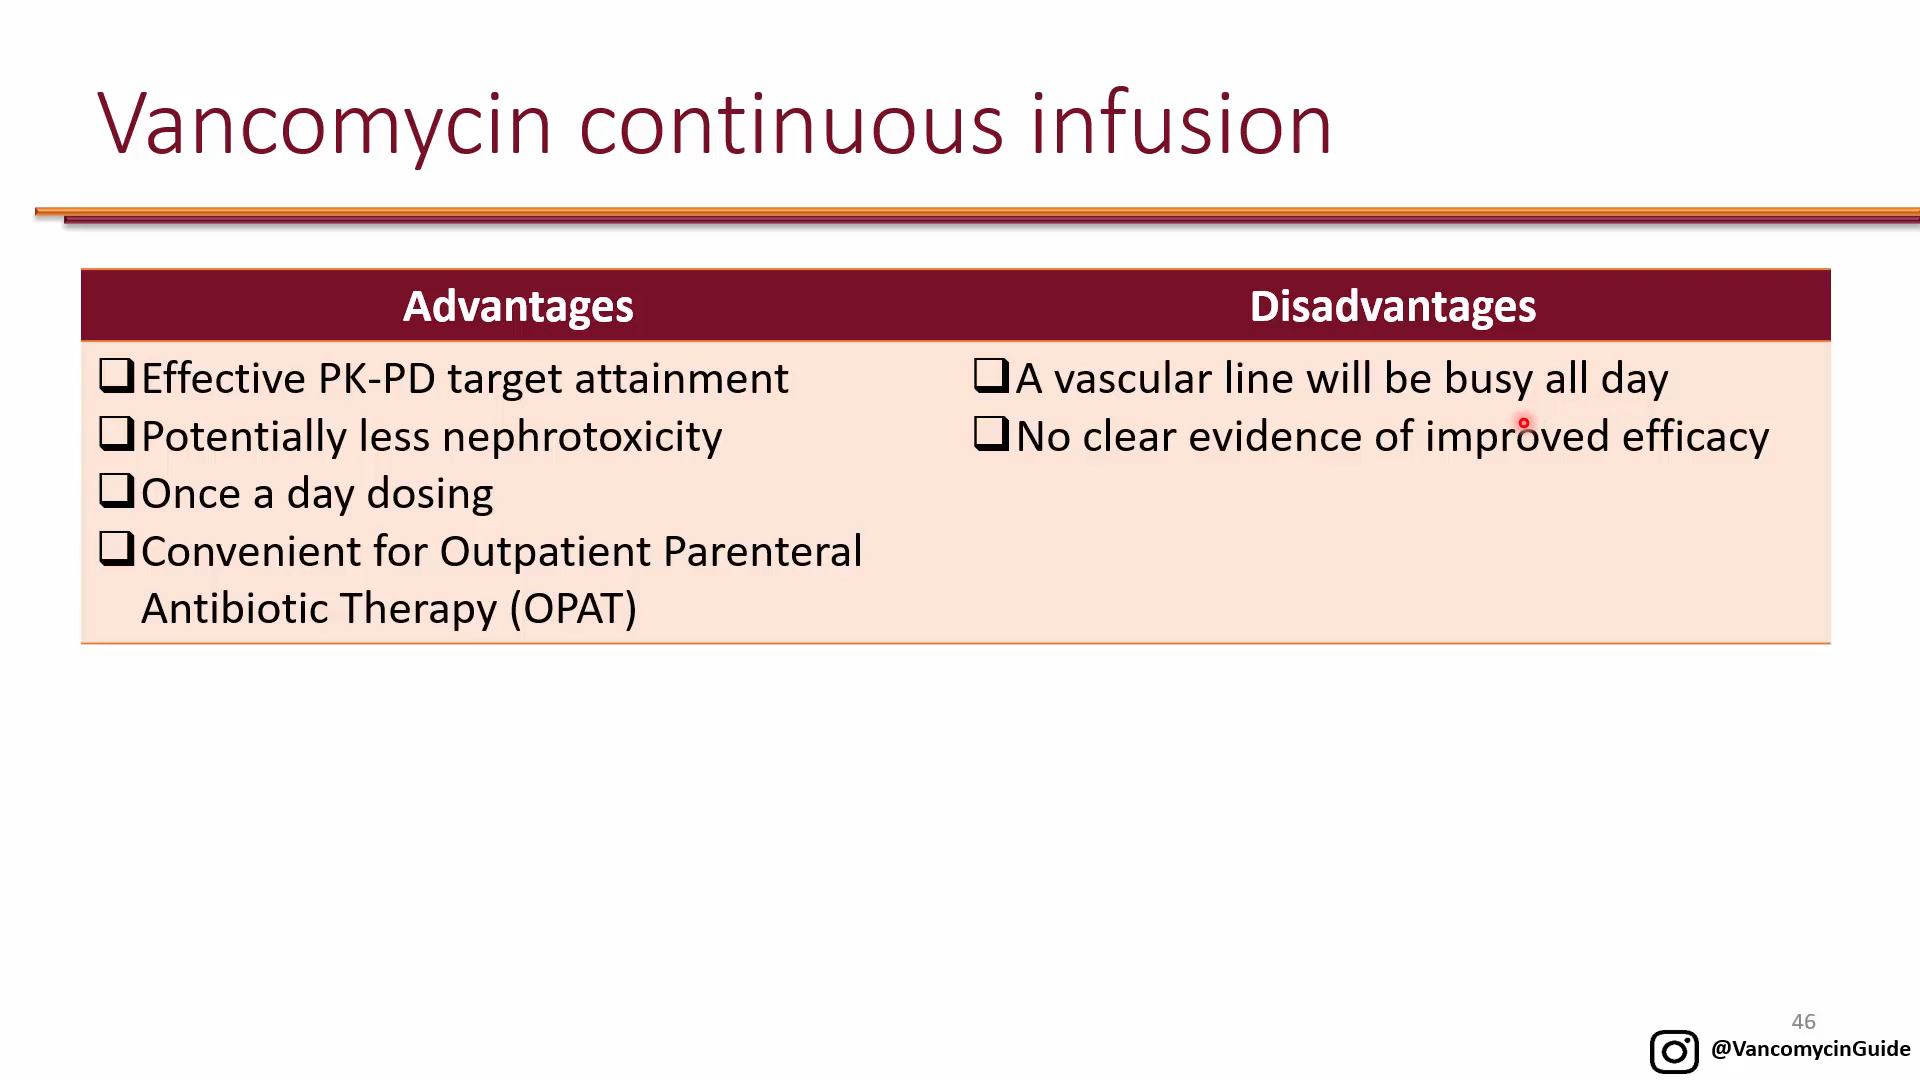 Vancomycin continuous infusion
Advantages
Disadvantages
Effective PK-PD target attainment
Potentially less nephrotoxicity
Once a day dosing
Convenient for Outpatient Parenteral
Antibiotic Therapy (OPAT)
A vascular line will be busy all day
No clear evidence of improved efficacy
46
@VancomycinGuide